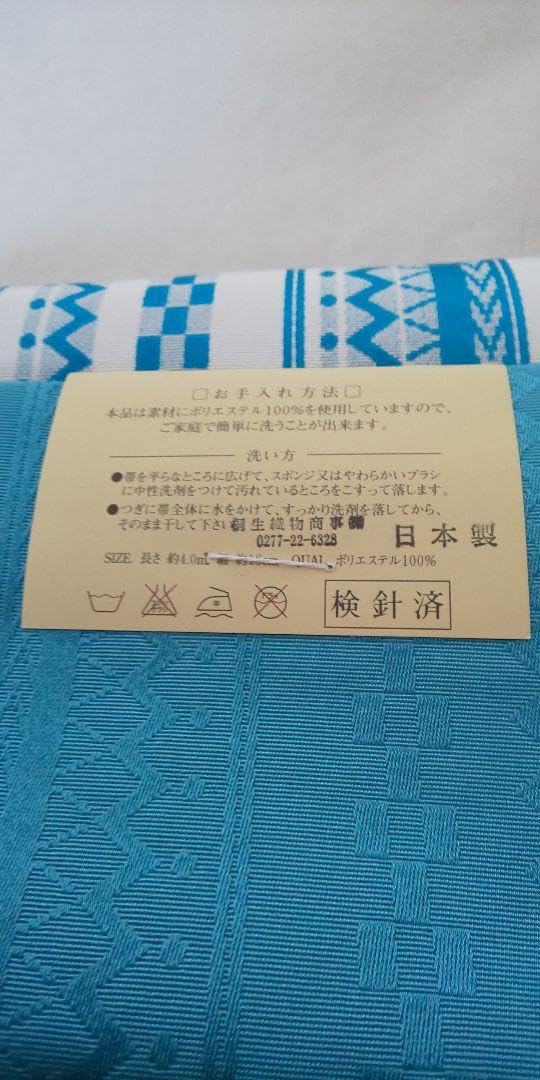 □お手入れ方法□
本品は素材にポリエステル100%を使用していますので、
ご家庭で簡単に洗うことが出来ます。
洗い方
●帯を平らなところに広げて、スポンジ又はやわらかいブラシ
に中性洗剤をつけて汚れているところをこすって落します。
●つぎに帯全体に水をかけて、すっかり洗剤を落してから、
そのまま干して下さい
桐生織物商事㈱
0277-22-6328
日本製
SIZE. 長さ 約4.0m. 幅 約16cm QUAL. ポリエステル100%
中
検針済